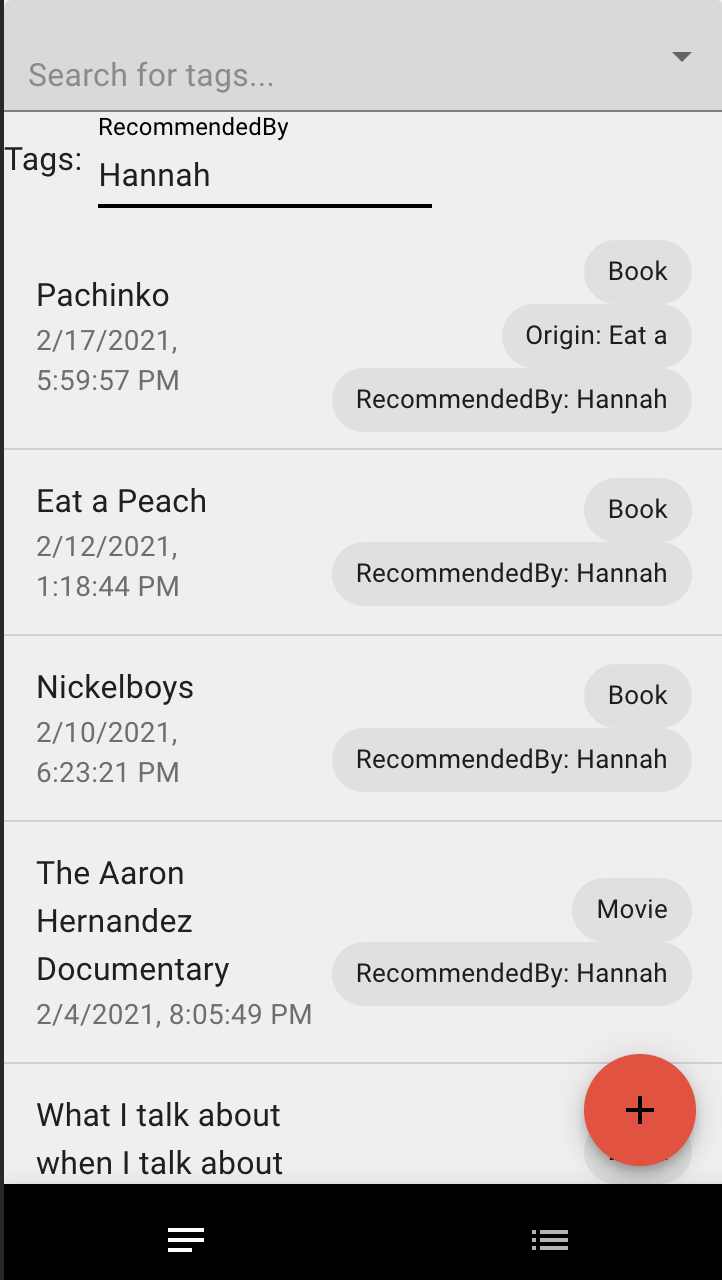 Search for tags...
RecommendedBy
Tags:
Hannah
Pachinko
2/17/2021,
5:59:57 PM
Book
Origin: Eat a
RecommendedBy: Hannah
Eat a Peach
2/12/2021,
1:18:44 PM
Book
RecommendedBy: Hannah
Nickelboys
2/10/2021,
6:23:21 PM
Book
RecommendedBy: Hannah
The Aaron
Hernandez
Documentary
2/4/2021, 8:05:49 PM
Movie
RecommendedBy: Hannah
What I talk about
when I talk about